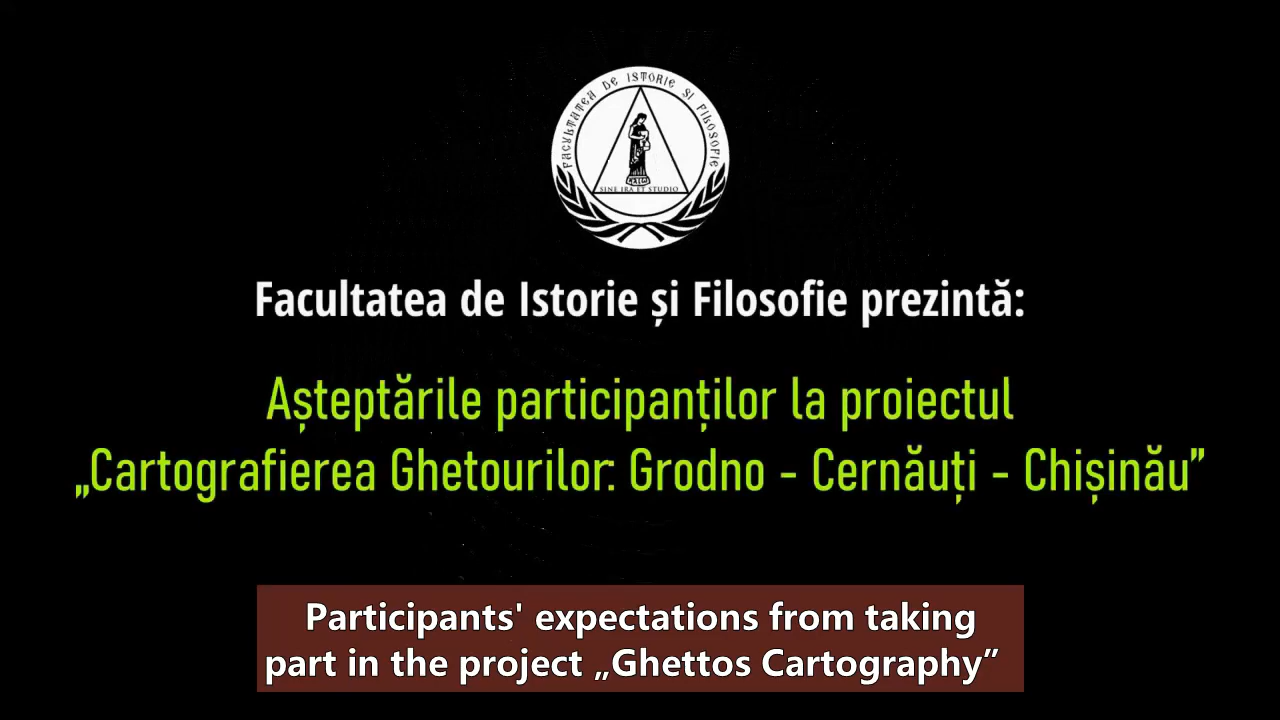 FACULTATEA DE ISTORIE ȘI FILOSOFIE
SINE IRA ET STUDIO
Facultatea de Istorie și Filosofie prezintă:
Așteptările participanților la proiectul
„Cartografierea Ghetourilor: Grodno - Cernăuți - Chișinău”
Participants' expectations from taking
part in the project „Ghettos Cartography”